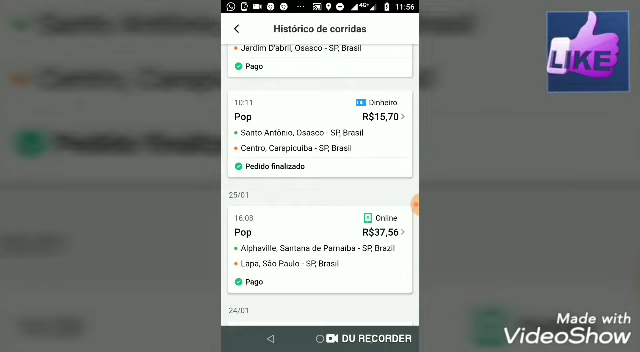 11:56
Histórico de corridas
Jardim D'abril, Osasco - SP, Brasil
Pago
10:11 Dinheiro
Pop R$15,70
Santo Antônio, Osasco - SP, Brasil
Centro, Carapicuiba - SP, Brasil
Pedido finalizado
25/01
16:08 Online
Pop R$37,56
Alphaville, Santana de Parnaíba - SP, Brazil
Lapa, São Paulo - SP, Brasil
Pago
24/01
DU RECORDER
LIKE
Made with
VideoShow